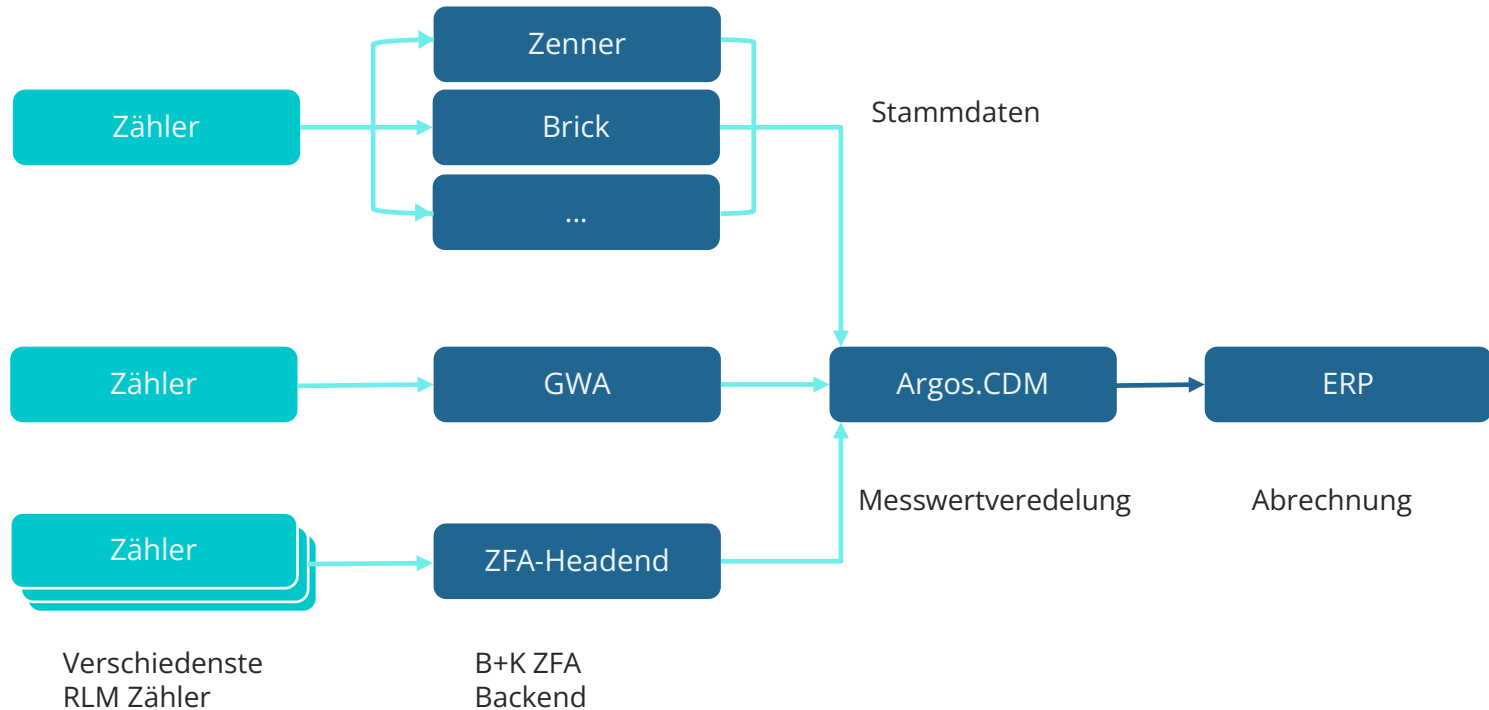 Zenner
Zähler
Brick
Stammdaten
...
Zähler
GWA
Argos.CDM
ERP
Messwertveredelung
Abrechnung
Zähler
ZFA-Headend
Verschiedenste
RLM Zähler
B+K ZFA
Backend